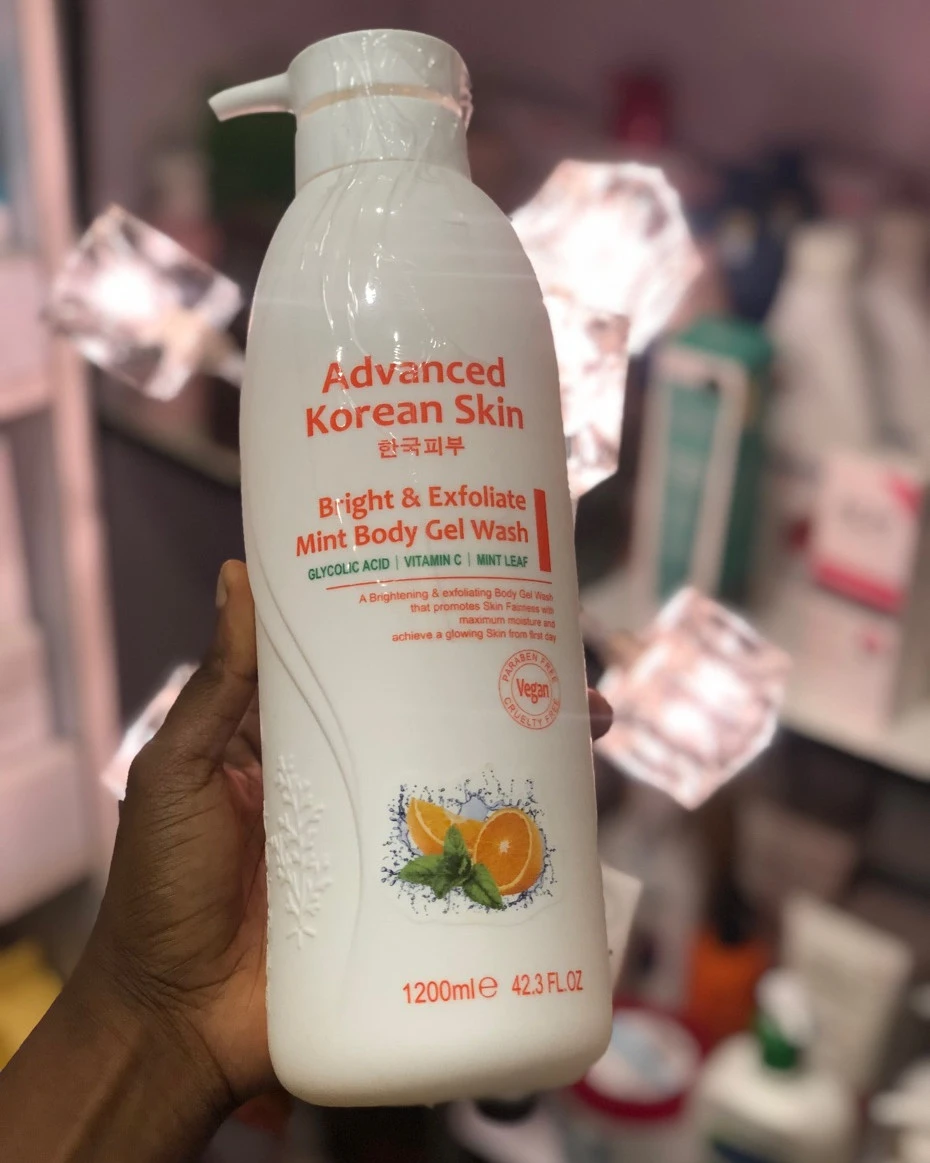 Advanced
Korean Skin
한국피부
Bright & Exfoliate
Mint Body Gel Wash
GLYCOLIC ACID | VITAMIN C | MINT LEAF
A Brightening & exfoliating Body Gel Wash
that promotes Skin Fairness with
maximum moisture and
achieve a glowing Skin from first day
PARABEN FREE
Vegan
CRUELTY FREE
1200ml e 42.3 FL.OZ